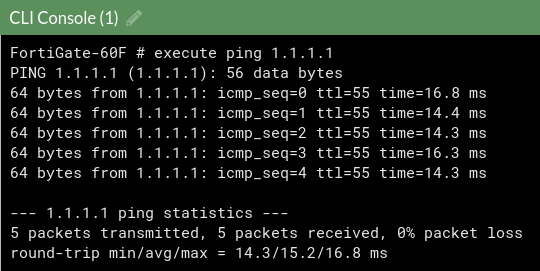 CLI Console (1)
FortiGate-60F # execute ping 1.1.1.1
PING 1.1.1.1 (1.1.1.1): 56 data bytes
64 bytes from 1.1.1.1: icmp_seq=0 ttl=55 time=16.8 ms
64 bytes from 1.1.1.1: icmp_seq=1 ttl=55 time=14.4 ms
64 bytes from 1.1.1.1: icmp_seq=2 ttl=55 time=14.3 ms
64 bytes from 1.1.1.1: icmp_seq=3 ttl=55 time=16.3 ms
64 bytes from 1.1.1.1: icmp_seq=4 ttl=55 time=14.3 ms

--- 1.1.1.1 ping statistics ---
5 packets transmitted, 5 packets received, 0% packet loss
round-trip min/avg/max = 14.3/15.2/16.8 ms